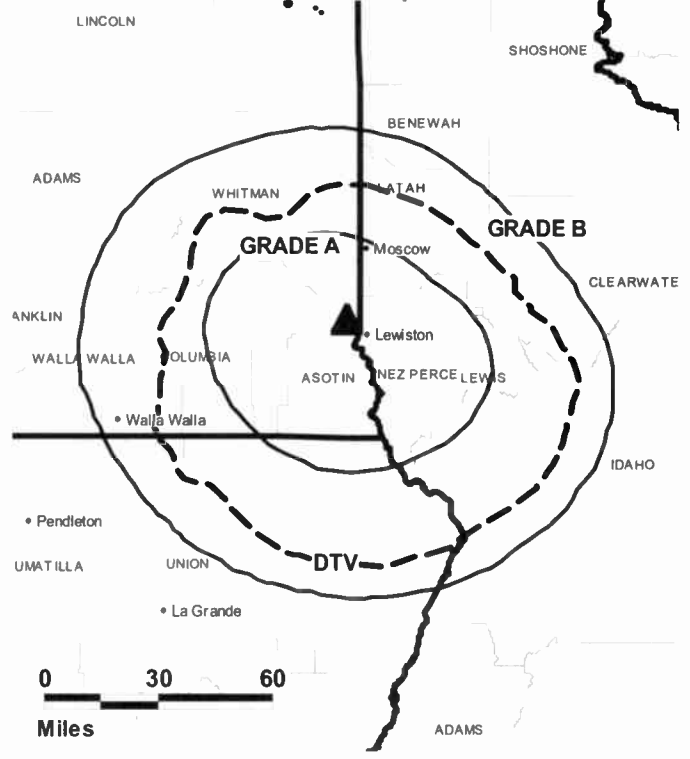 LINCOLN
SHOSHONE
BENEWAH
ADAMS
WHITMAN
LATAH
GRADE B
GRADE A
Moscow
CLEARWATE
ANKLIN
Lewiston
WALLA WALLA
COLUMBIA
ASOTIN
NEZ PERCE
LEWIS
Walla Walla
IDAHO
Pendleton
UMATILLA
UNION
DTV
La Grande
0 30 60
Miles
ADAMS